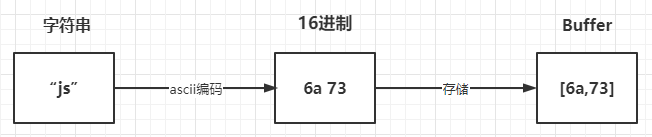 字符串
16进制
Buffer
“js”
ascii编码
6a 73
存储
[6a,73]